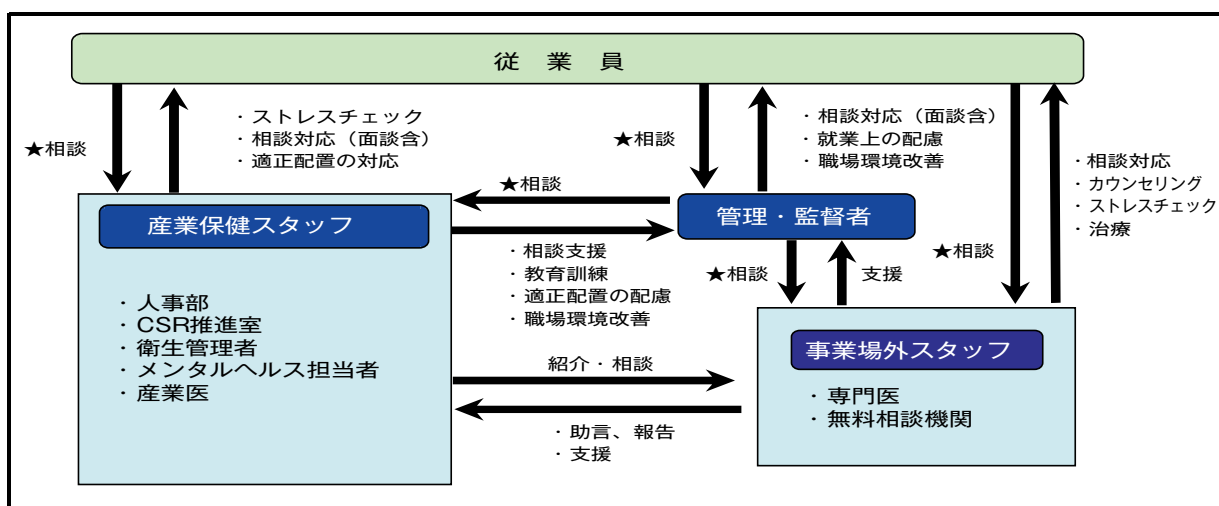 従 業 員
★相談
・ストレスチェック
・相談対応（面談含）
・適正配置の対応
★相談
・相談対応（面談含）
・就業上の配慮
・職場環境改善
・相談対応
・カウンセリング
・ストレスチェック
・治療
★相談
産業保健スタッフ
・人事部
・CSR推進室
・衛生管理者
・メンタルヘルス担当者
・産業医
★相談
・相談支援
・教育訓練
・適正配置の配慮
・職場環境改善
管理・監督者
★相談
支援
紹介・相談
・助言、報告
・支援
事業場外スタッフ
・専門医
・無料相談機関